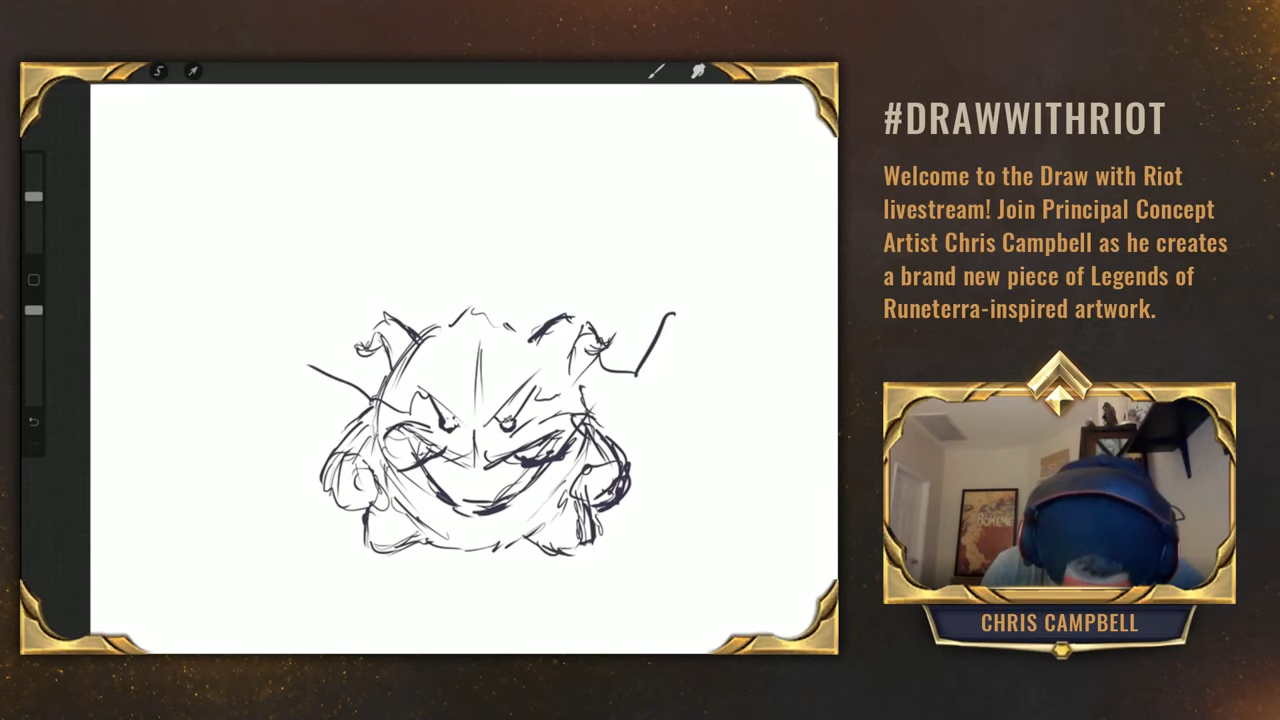 #DRAWWITHRIOT
Welcome to the Draw with Riot
livestream! Join Principal Concept
Artist Chris Campbell as he creates
a brand new piece of Legends of
Runeterra-inspired artwork.
CHRIS CAMPBELL